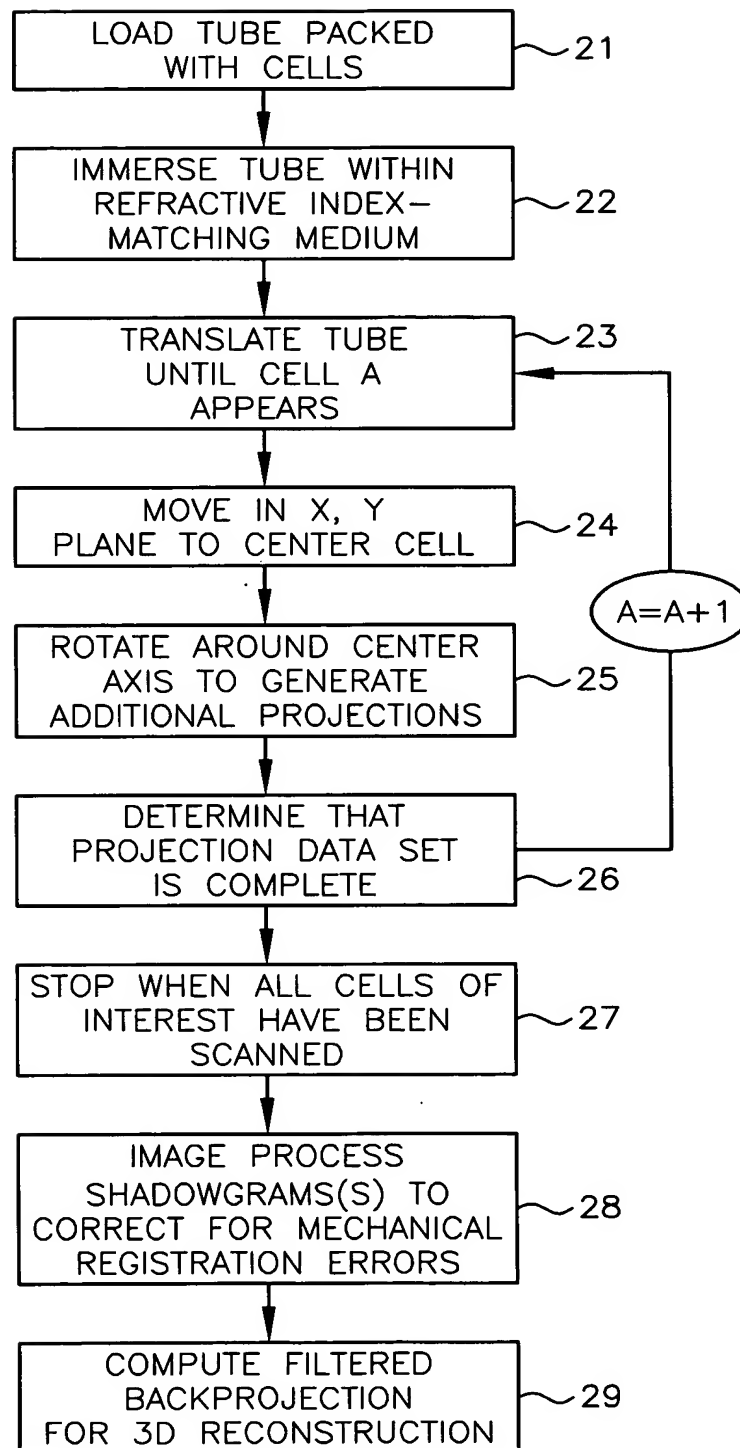 LOAD TUBE PACKED
WITH CELLS
21
IMMERSE TUBE WITHIN
REFRACTIVE INDEX-
MATCHING MEDIUM
22
TRANSLATE TUBE
UNTIL CELL A
APPEARS
23
MOVE IN X, Y
PLANE TO CENTER CELL
24
A=A+1
ROTATE AROUND CENTER
AXIS TO GENERATE
ADDITIONAL PROJECTIONS
25
DETERMINE THAT
PROJECTION DATA SET
IS COMPLETE
26
STOP WHEN ALL CELLS OF
INTEREST HAVE BEEN
SCANNED
27
IMAGE PROCESS
SHADOWGRAMS(S) TO
CORRECT FOR MECHANICAL
REGISTRATION ERRORS
28
COMPUTE FILTERED
BACKPROJECTION
FOR 3D RECONSTRUCTION
29